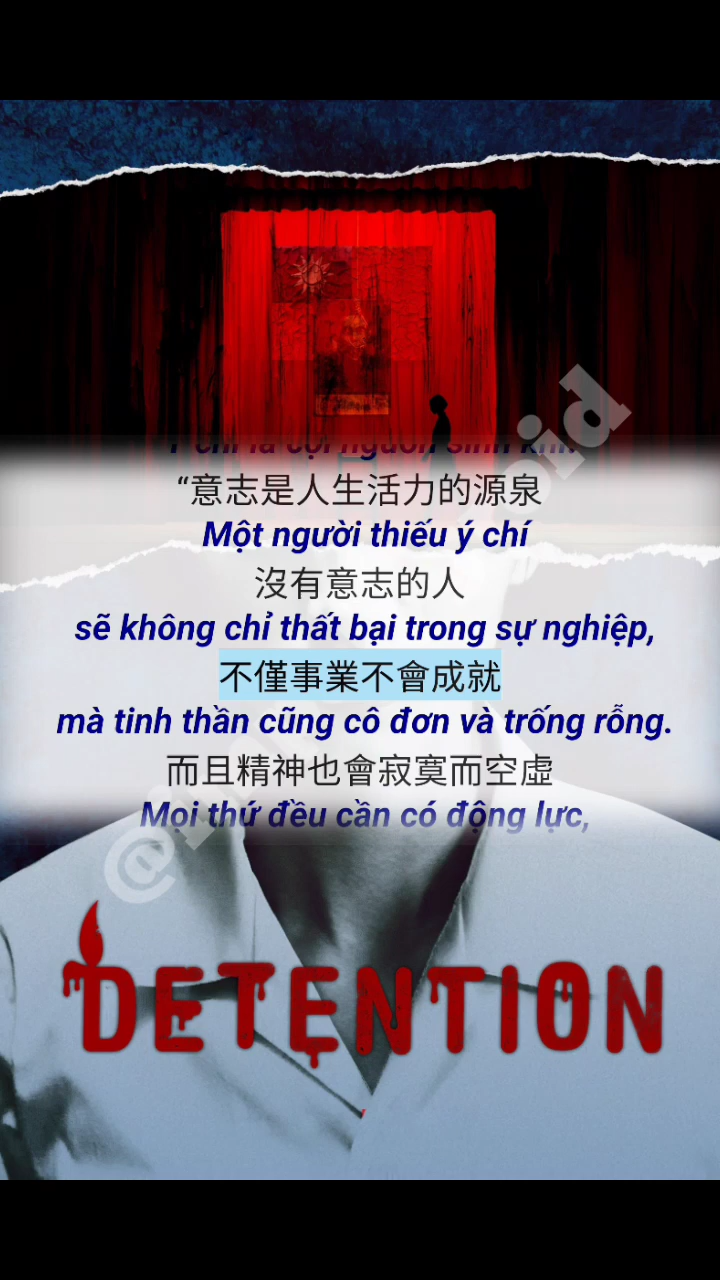 “意志是人生活力的源泉
Một người thiếu ý chí
沒有意志的人
sẽ không chỉ thất bại trong sự nghiệp,
不僅事業不會成就
mà tinh thần cũng cô đơn và trống rỗng.
而且精神也會寂寞而空虛
Mọi thứ đều cần có động lực,
DETENTION